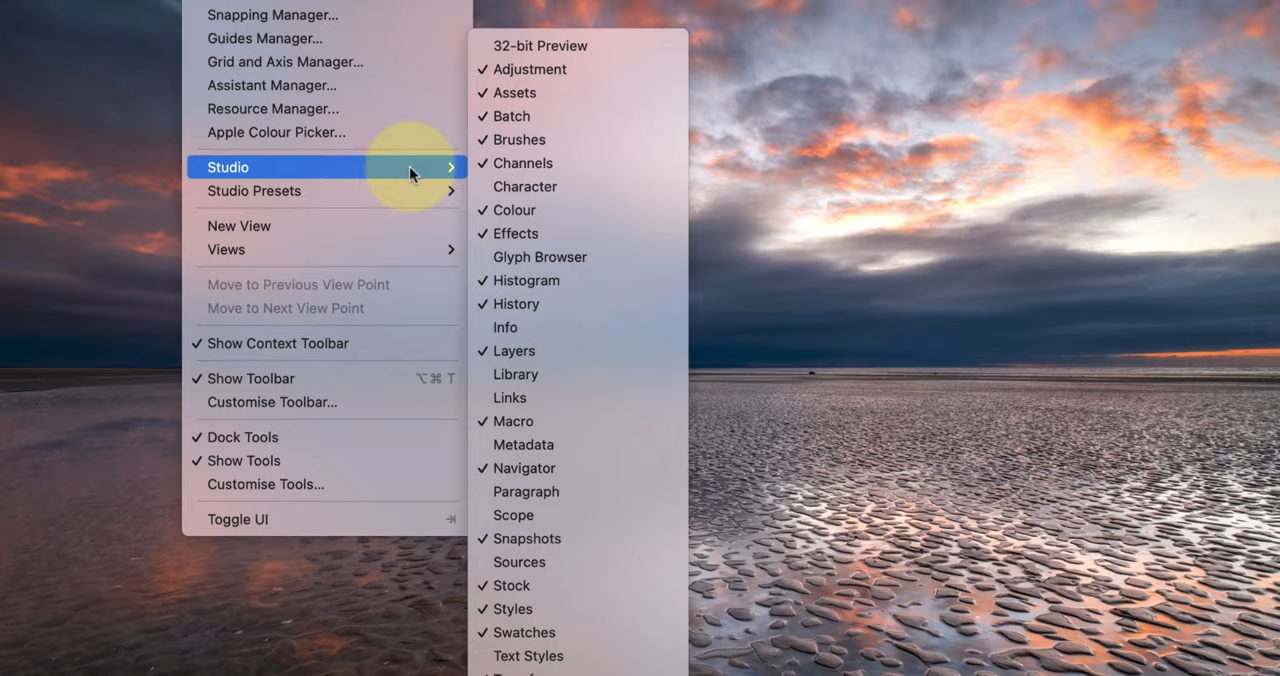 Snapping Manager...
Guides Manager...
Grid and Axis Manager...
Assistant Manager...
Resource Manager...
Apple Colour Picker...
Studio
Studio Presets
New View
Views
Move to Previous View Point
Move to Next View Point
Show Context Toolbar
Show Toolbar ⌥⌘ T
Customise Toolbar...
Dock Tools
Show Tools
Customise Tools...
Toggle UI
32-bit Preview
Adjustment
Assets
Batch
Brushes
Channels
Character
Colour
Effects
Glyph Browser
Histogram
History
Info
Layers
Library
Links
Macro
Metadata
Navigator
Paragraph
Scope
Snapshots
Sources
Stock
Styles
Swatches
Text Styles